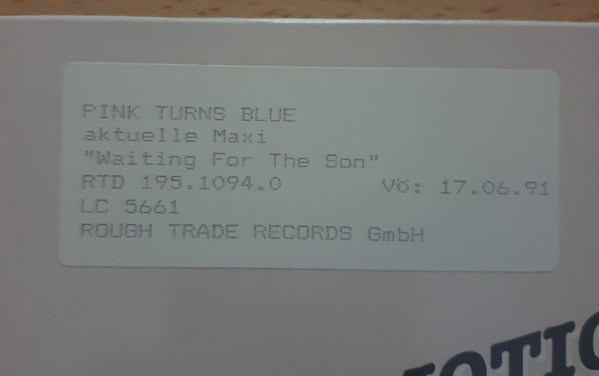 PINK TURNS BLUE
aktuelle Maxi
"Waiting For The Son"
RTD 195.1094.0 Vö: 17.06.91
LC 5661
ROUGH TRADE RECORDS GmbH